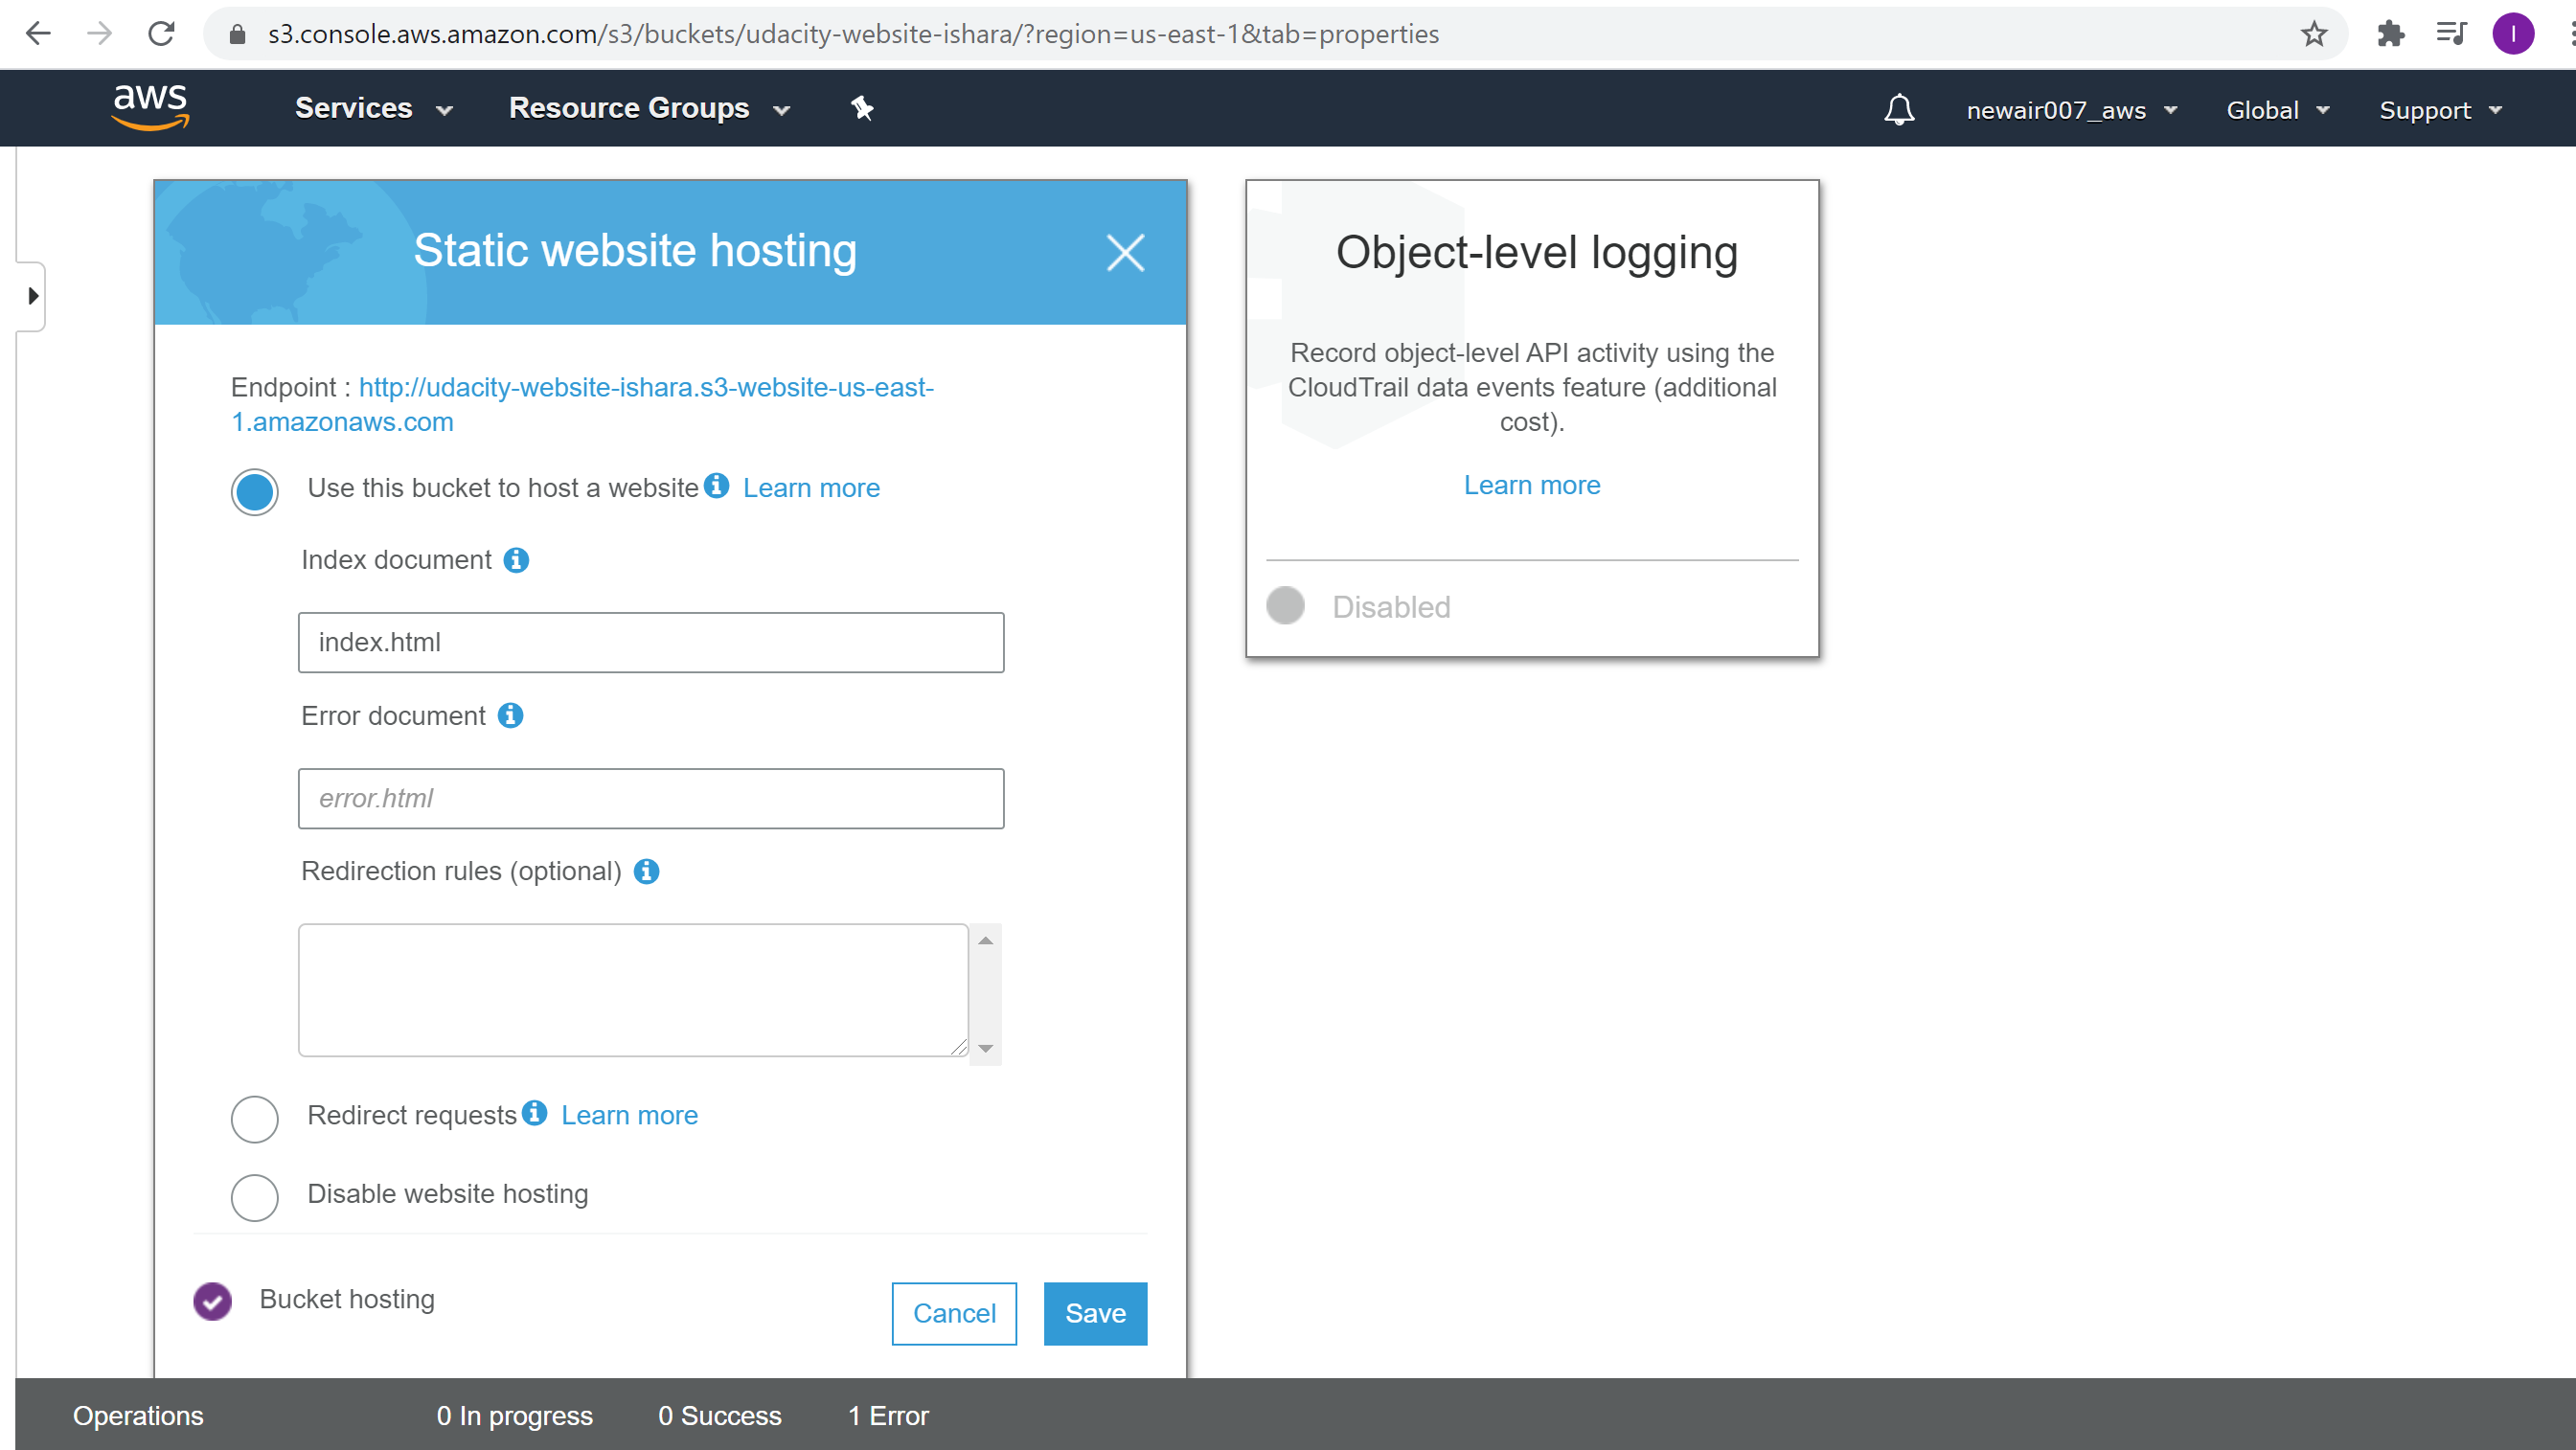 s3.console.aws.amazon.com/s3/buckets/udacity-website-ishara/?region=us-east-1&tab=properties
I
aws
Services
Resource Groups
newair007_aws
Global
Support
Static website hosting
Endpoint : http://udacity-website-ishara.s3-website-us-east-
1.amazonaws.com
Use this bucket to host a website
Learn more
Index document
index.html
Error document
error.html
Redirection rules (optional)
Redirect requests
Learn more
Disable website hosting
Bucket hosting
Cancel
Save
Object-level logging
Record object-level API activity using the
CloudTrail data events feature (additional
cost).
Learn more
Disabled
Operations
0 In progress
0 Success
1 Error